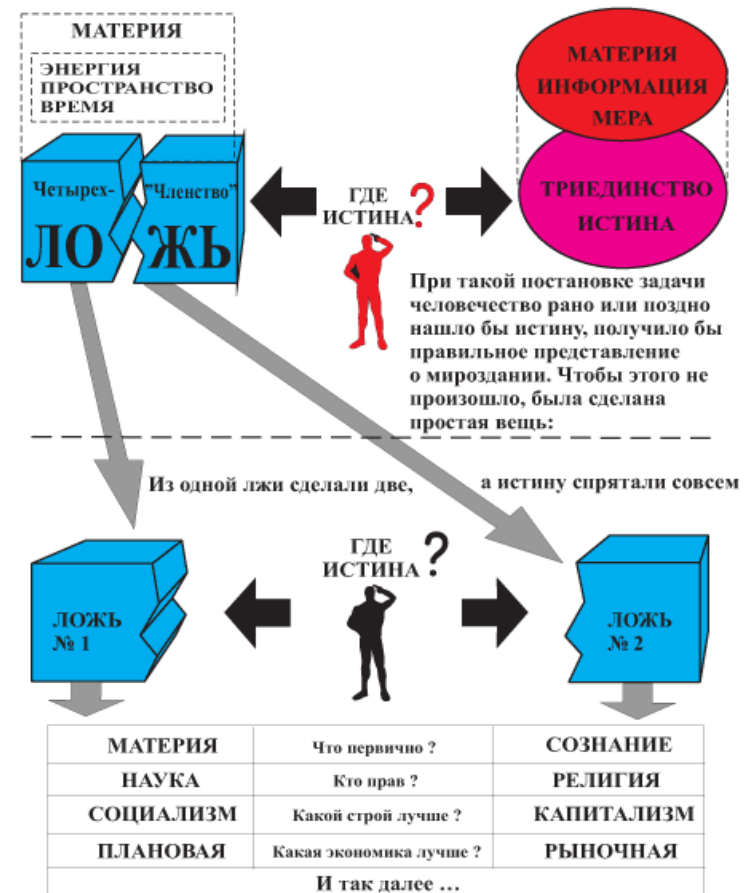 МАТЕРИЯ
ЭНЕРГИЯ
ПРОСТРАНСТВО
ВРЕМЯ
Четырех-
"Членство"
ЛО
ЖЬ
ГДЕ
ИСТИНА?
МАТЕРИЯ
ИНФОРМАЦИЯ
МЕРА
ТРИЕДИНСТВО
ИСТИНА
При такой постановке задачи
человечество рано или поздно
нашло бы истину, получило бы
правильное представление
о мироздании. Чтобы этого не
произошло, была сделана
простая вещь:
Из одной лжи сделали две,
а истину спрятали совсем
ГДЕ
ИСТИНА?
ЛОЖЬ
№ 1
ЛОЖЬ
№ 2
МАТЕРИЯ Что первично ? СОЗНАНИЕ
НАУКА Кто прав ? РЕЛИГИЯ
СОЦИАЛИЗМ Какой строй лучше ? КАПИТАЛИЗМ
ПЛАНОВАЯ Какая экономика лучше ? РЫНОЧНАЯ
И так далее ...